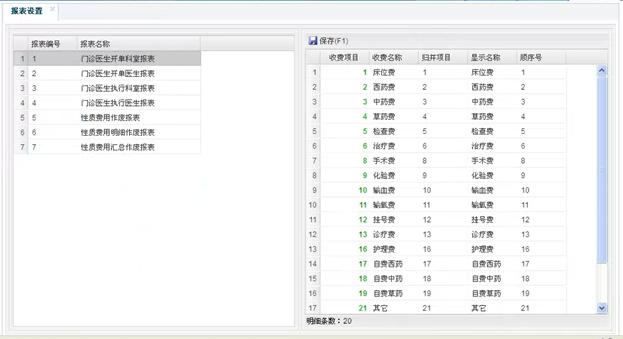 报表设置
报表编号 报表名称
1 1 门诊医生开单科室报表
2 2 门诊医生开单医生报表
3 3 门诊医生执行科室报表
4 4 门诊医生执行医生报表
5 5 性质费用作废报表
6 6 性质费用明细作废报表
7 7 性质费用汇总作废报表
保存(F1)
收费项目 收费名称 归并项目 显示名称 顺序号
1 1 床位费 1 床位费 1
2 2 西药费 2 西药费 2
3 3 中药费 3 中药费 3
4 4 草药费 4 草药费 4
5 5 检查费 5 检查费 5
6 6 治疗费 6 治疗费 6
7 8 手术费 8 手术费 8
8 9 化验费 9 化验费 9
9 10 输血费 10 输血费 10
10 11 输氧费 11 输氧费 11
11 12 挂号费 12 挂号费 12
12 13 诊疗费 13 诊疗费 13
13 16 护理费 16 护理费 16
14 17 自费西药 17 自费西药 17
15 18 自费中药 18 自费中药 18
16 19 自费草药 19 自费草药 19
17 21 其它 21 其它 21
明细条数：20